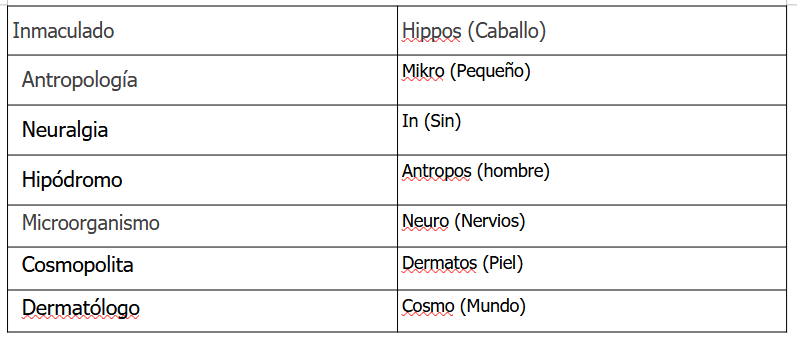 Inmaculado Hippos (Caballo)
Antropología Mikro (Pequeño)
Neuralgia In (Sin)
Hipódromo Antropos (hombre)
Microorganismo Neuro (Nervios)
Cosmopolita Dermatos (Piel)
Dermatólogo Cosmo (Mundo)